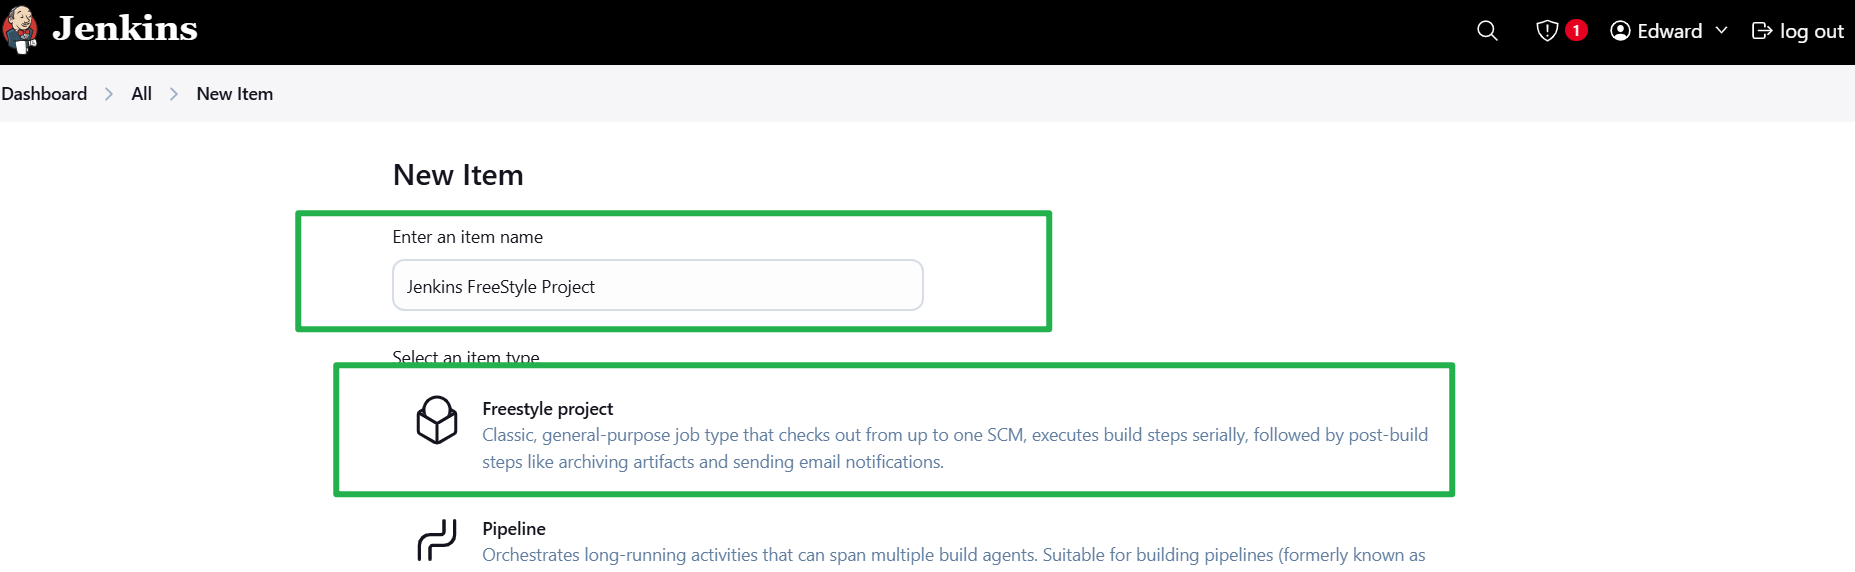 Jenkins
1
Edward
log out
Dashboard
All
New Item
New Item
Enter an item name
Jenkins FreeStyle Project
Select an item type
Freestyle project
Classic, general-purpose job type that checks out from up to one SCM, executes build steps serially, followed by post-build
steps like archiving artifacts and sending email notifications.
Pipeline
Orchestrates long-running activities that can span multiple build agents. Suitable for building pipelines (formerly known as